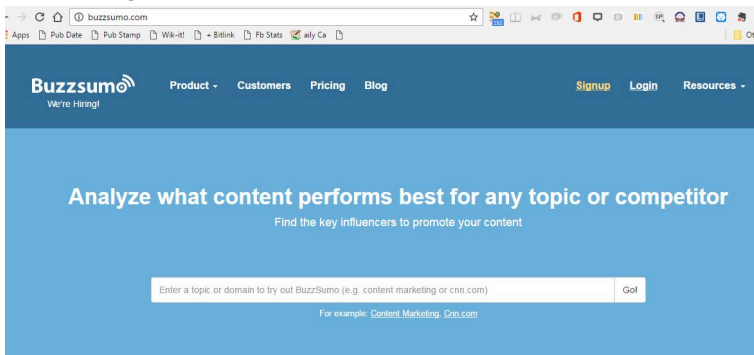 buzzsumo.com
252
Apps Pub Date Pub Stamp Wik-it! + Bitlink Fb Stats aily Ca
Buzzsumo Product Customers Pricing Blog Signup Login Resources
We're Hiring!
Analyze what content performs best for any topic or competitor
Find the key influencers to promote your content
Enter a topic or domain to try out BuzzSumo (e.g. content marketing or cnn.com) Go!
For example: Content Marketing, Cnn.com